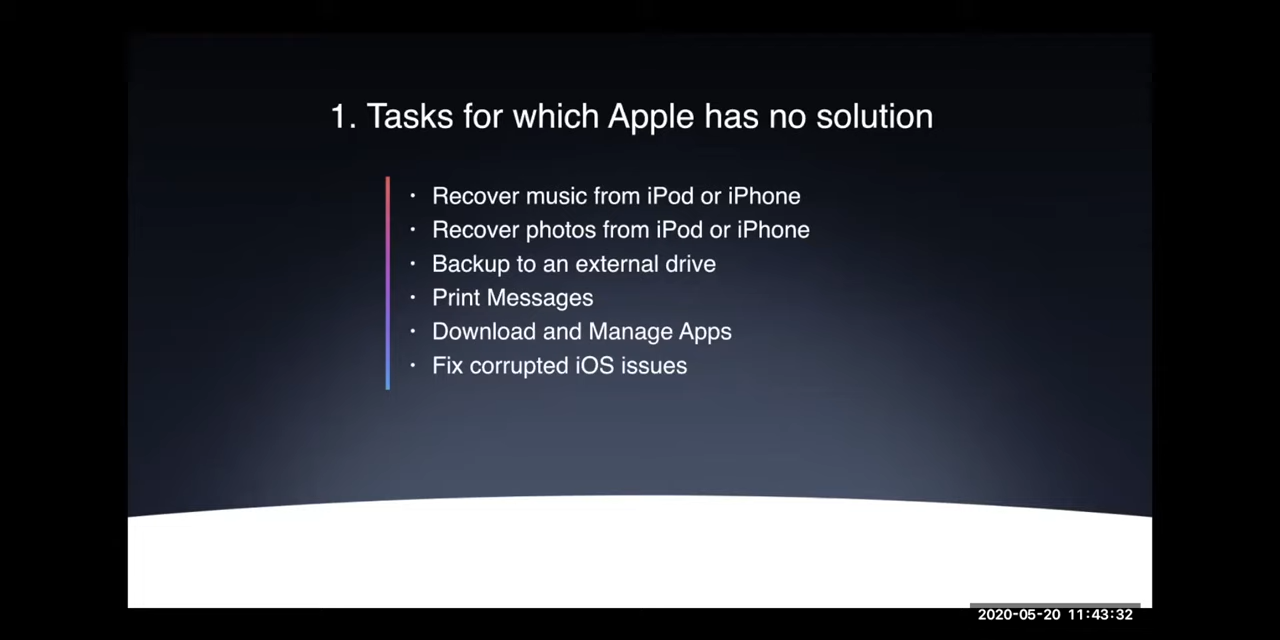 1. Tasks for which Apple has no solution
· Recover music from iPod or iPhone
· Recover photos from iPod or iPhone
· Backup to an external drive
· Print Messages
· Download and Manage Apps
· Fix corrupted iOS issues
2020-05-20 11:43:32